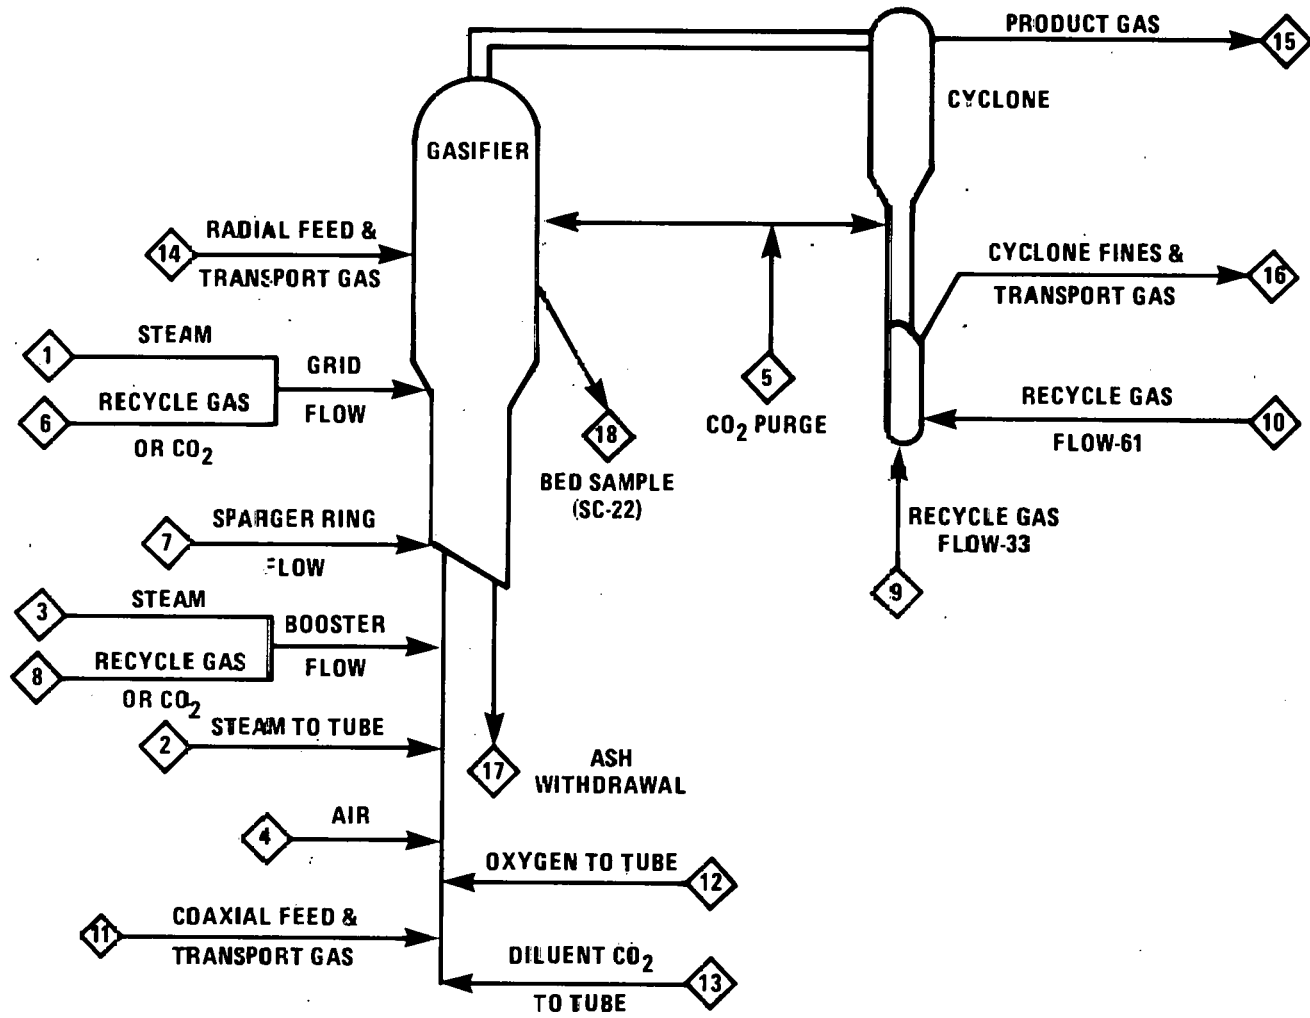 PRODUCT GAS
15
CYCLONE
GASIFIER
RADIAL FEED &
14
TRANSPORT GAS
CYCLONE FINES &
16
TRANSPORT GAS
STEAM
1
GRID
FLOW
RECYCLE GAS
6
OR CO₂
5
CO₂ PURGE
RECYCLE GAS
10
FLOW-61
18
BED SAMPLE
(SC-22)
SPARGER RING
7
FLOW
RECYCLE GAS
FLOW-33
9
STEAM
3
BOOSTER
FLOW
RECYCLE GAS
8
OR CO₂
STEAM TO TUBE
2
17
ASH
WITHDRAWAL
AIR
4
OXYGEN TO TUBE
12
COAXIAL FEED &
11
TRANSPORT GAS
DILUENT CO₂
13
TO TUBE